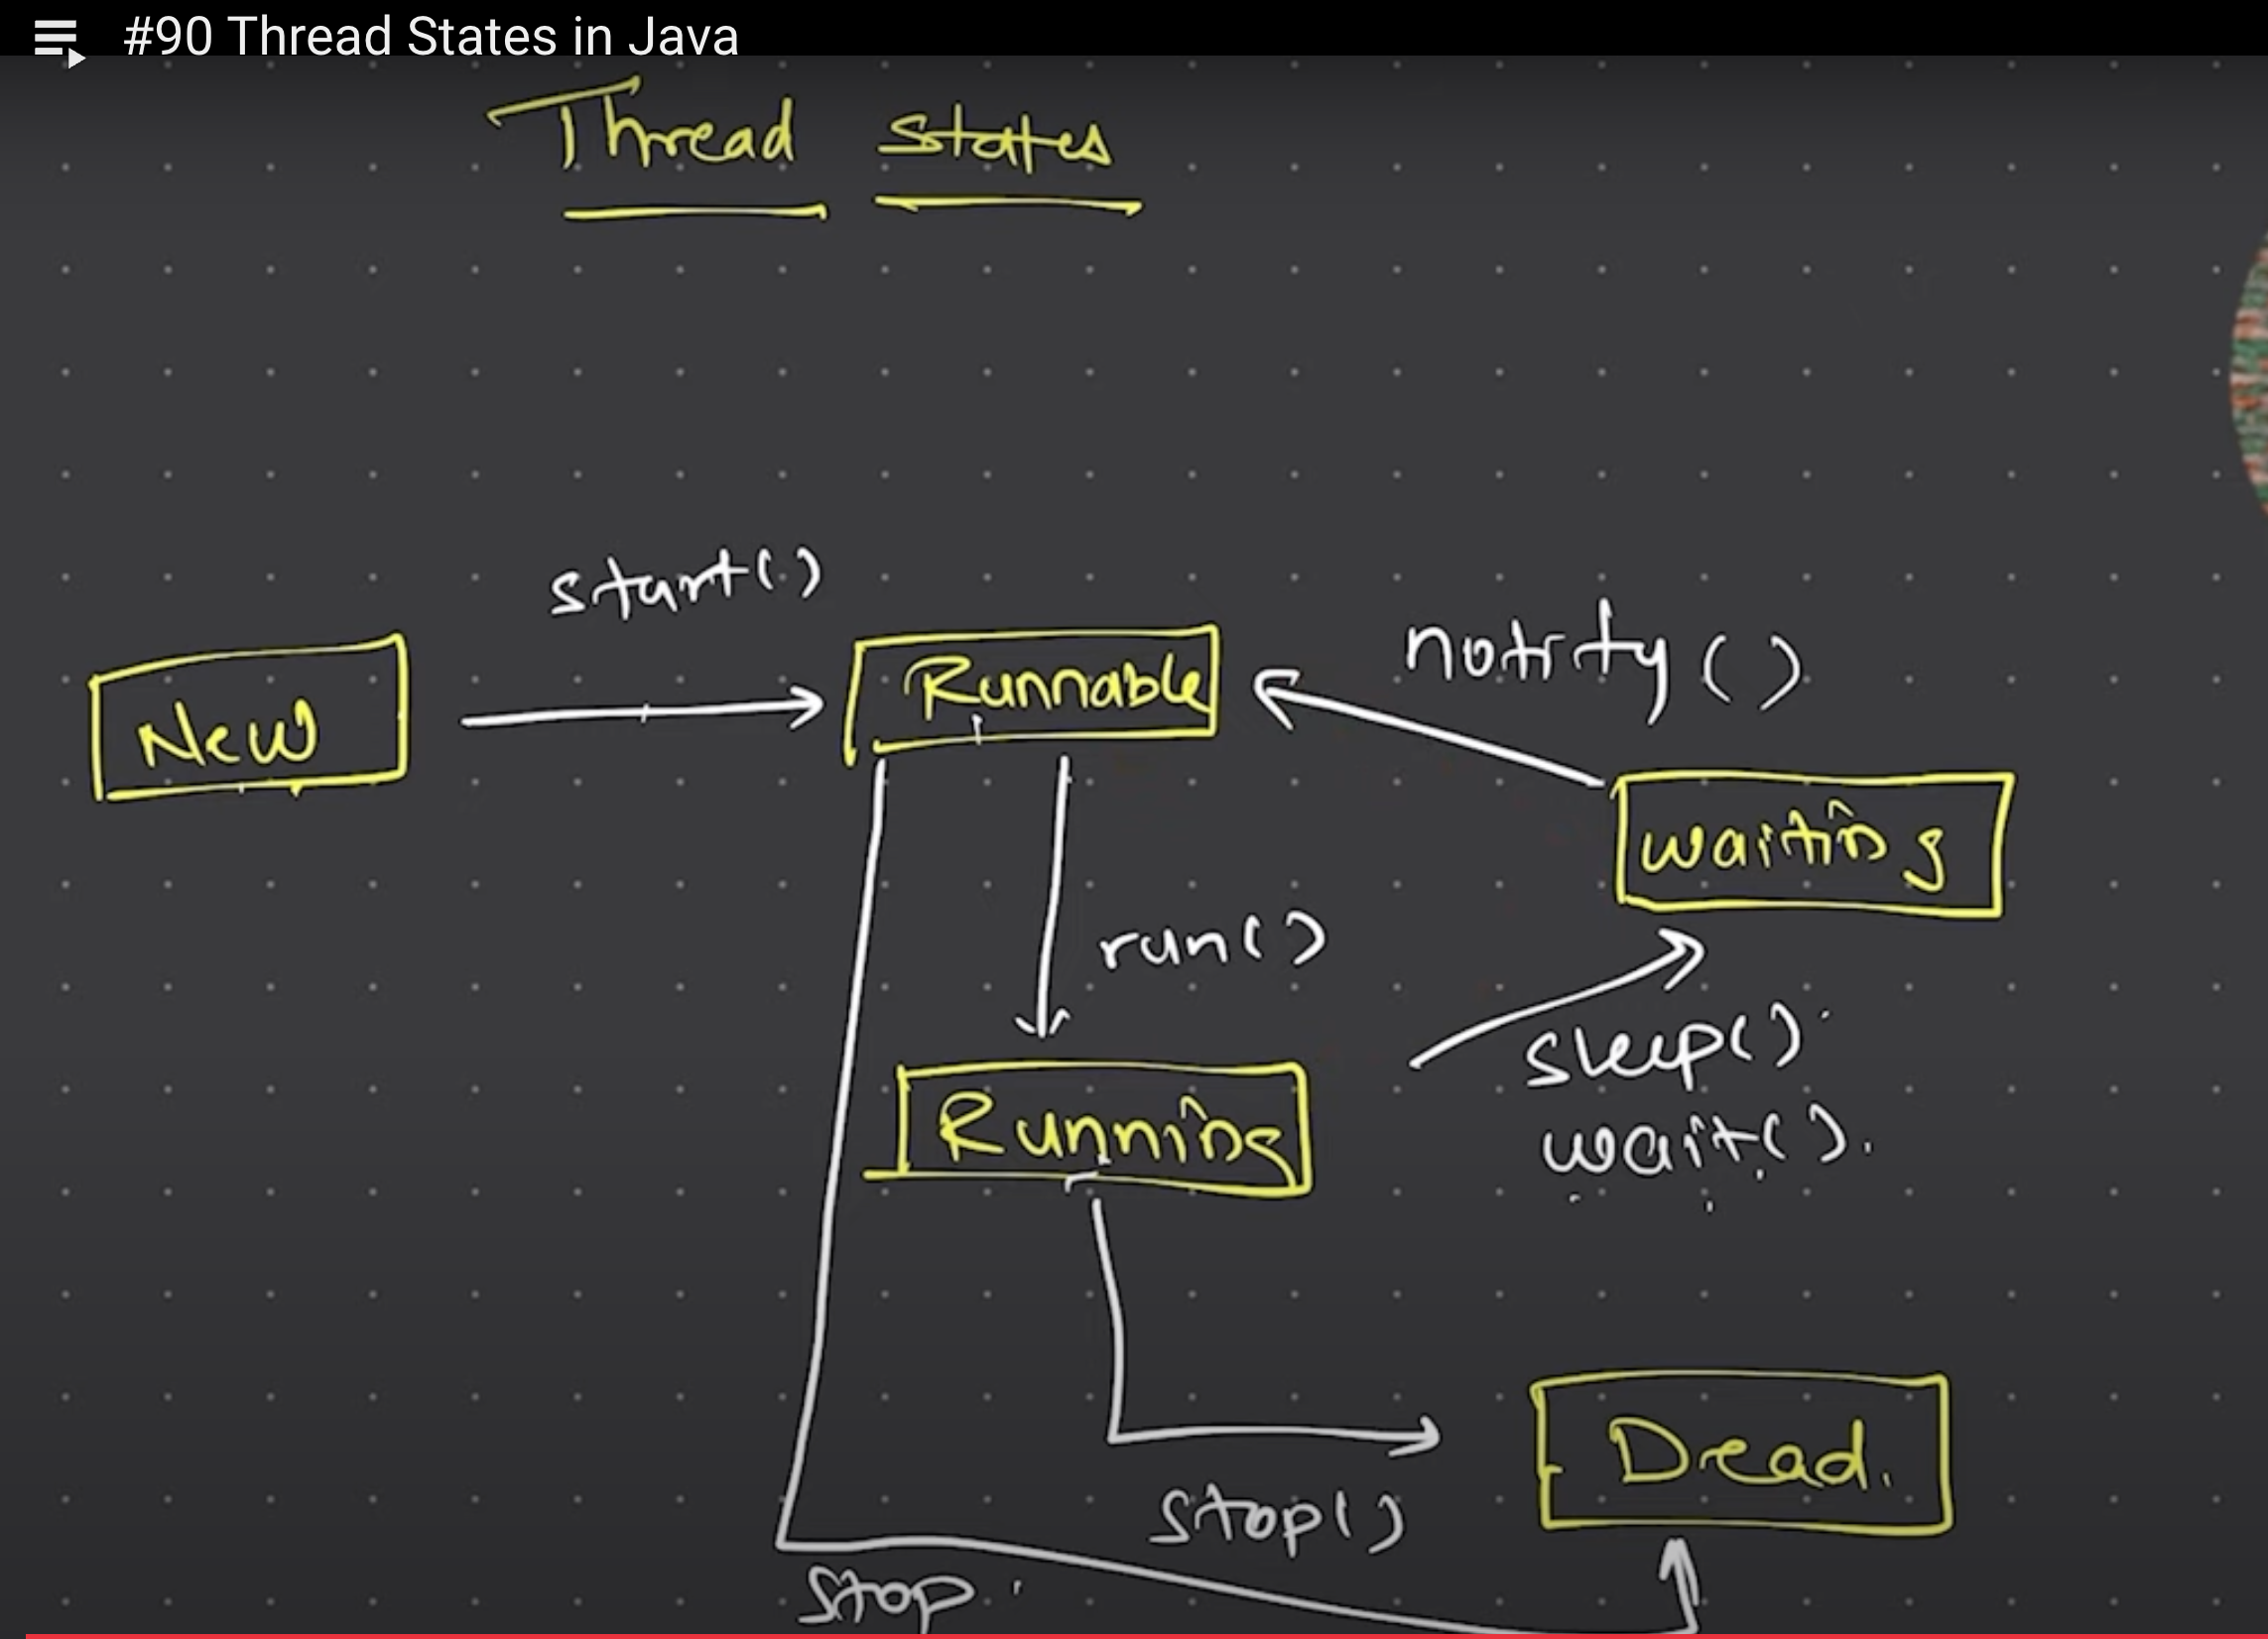 #90 Thread States in Java
Thread States
start()
notify()
New
Runnable
waiting
run()
sleep()
wait().
Running
Dead.
stop()
stop